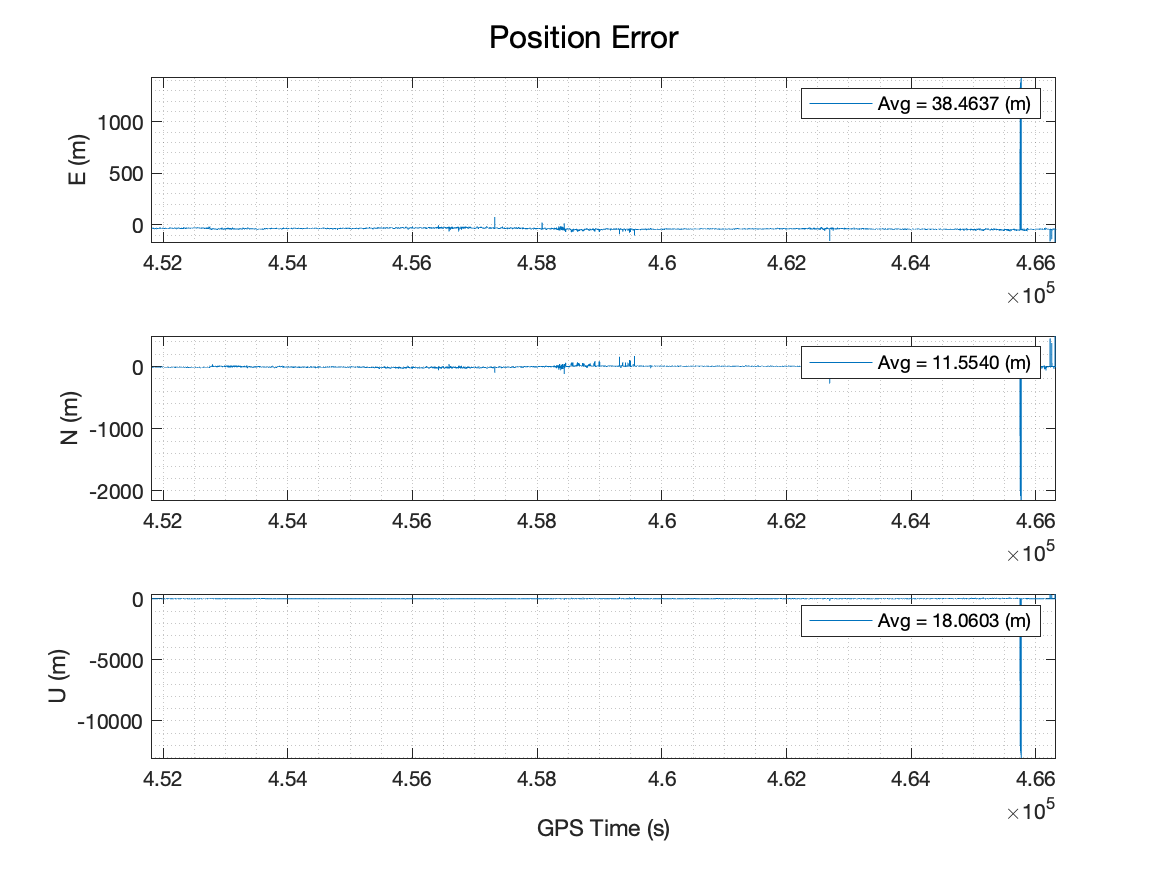 Position Error
E (m)
1000
500
0
Avg = 38.4637 (m)
4.52 4.54 4.56 4.58 4.6 4.62 4.64 4.66
×10^5
N (m)
0
-1000
-2000
Avg = 11.5540 (m)
4.52 4.54 4.56 4.58 4.6 4.62 4.64 4.66
×10^5
U (m)
0
-5000
-10000
Avg = 18.0603 (m)
4.52 4.54 4.56 4.58 4.6 4.62 4.64 4.66
×10^5
GPS Time (s)